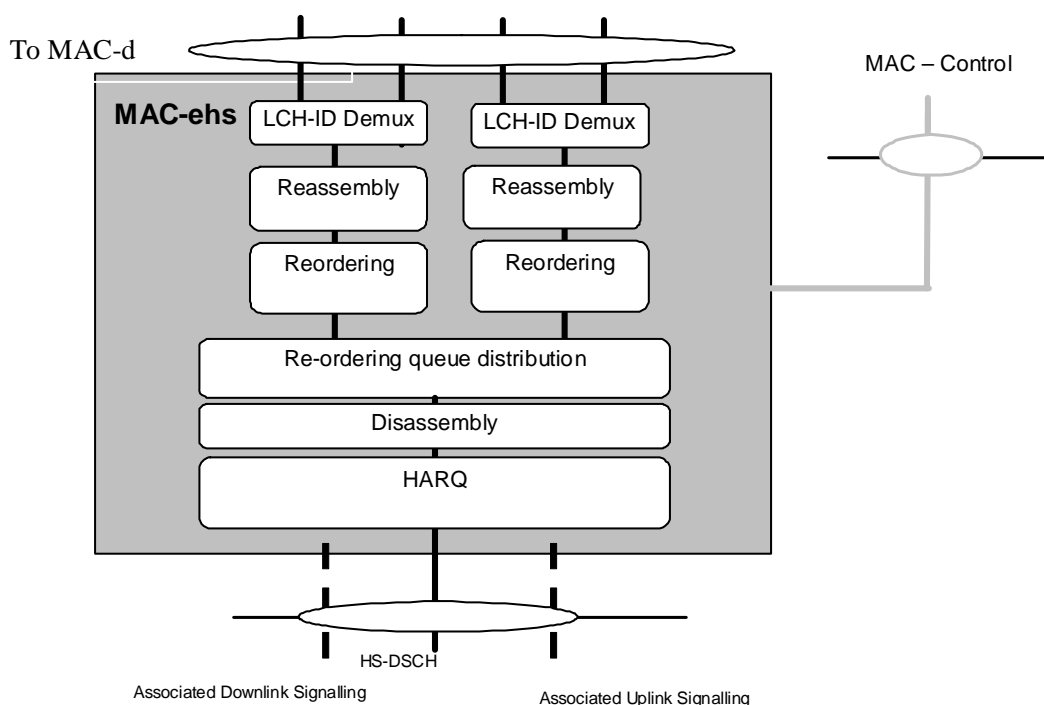 To MAC-d
MAC – Control
MAC-ehs
LCH-ID Demux
LCH-ID Demux
Reassembly
Reassembly
Reordering
Reordering
Re-ordering queue distribution
Disassembly
HARQ
HS-DSCH
Associated Downlink Signalling
Associated Uplink Signalling